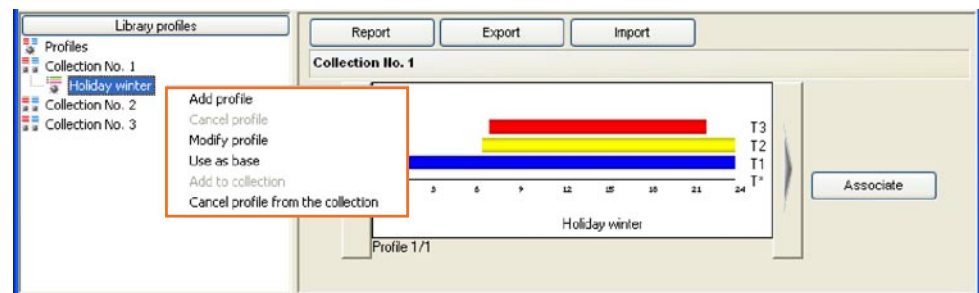 Library profiles
Profiles
Collection No. 1
Holiday winter
Collection No. 2
Collection No. 3
Add profile
Cancel profile
Modify profile
Use as base
Add to collection
Cancel profile from the collection
Report Export Import
Collection No. 1
T3
T2
T1
T°
3 6 9 12 15 18 21 24
Holiday winter
Profile 1/1
Associate